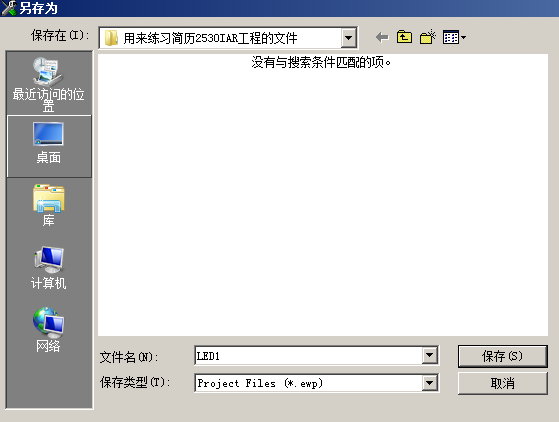 另存为
保存在(I):
用来练习简历2530IAR工程的文件
没有与搜索条件匹配的项。
最近访问的位
置
桌面
库
计算机
网络
文件名(N):
LED1
保存(S)
保存类型(T):
Project Files (*.ewp)
取消